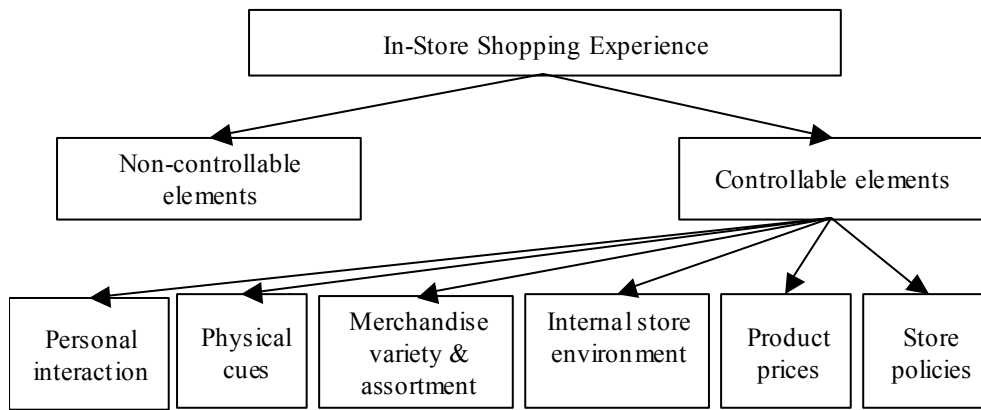 In-Store Shopping Experience
Non-controllable
elements
Controllable elements
Personal
interaction
Physical
cues
Merchandise
variety &
assortment
Internal store
environment
Product
prices
Store
policies